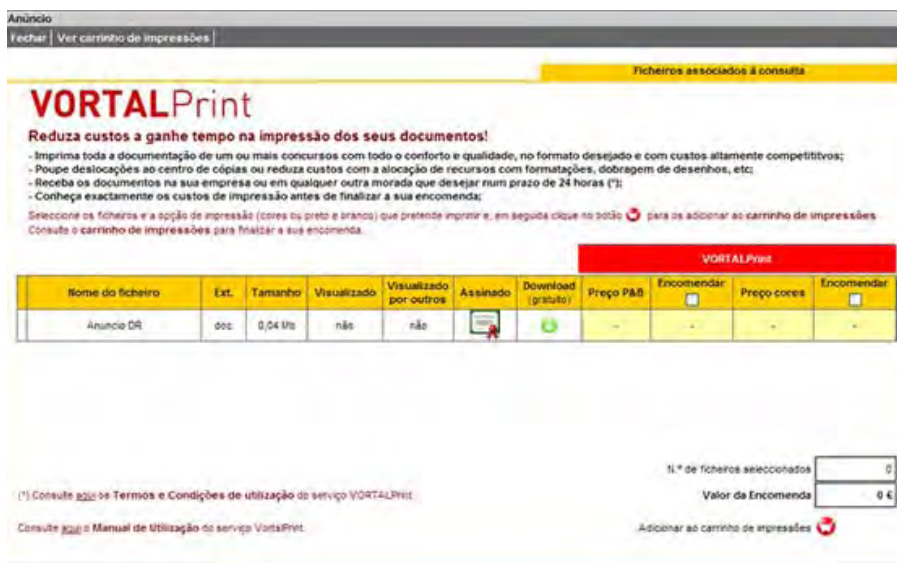 Anúncio
Fechar | Ver carrinho de impressões |
Ficheiros associados à consulta
VORTALPrint
Reduza custos a ganhe tempo na impressão dos seus documentos!
- Imprima toda a documentação de um ou mais concursos com todo o conforto e qualidade, no formato desejado e com custos altamente competititvos;
- Poupe deslocações ao centro de cópias ou reduza custos com a alocação de recursos com formatações, dobragem de desenhos, etc;
- Receba os documentos na sua empresa ou em qualquer outra morada que desejar num prazo de 24 horas (*);
- Conheça exactamente os custos de impressão antes de finalizar a sua encomenda;
Seleccione os ficheiros e a opção de impressão (cores ou preto e branco) que pretende imprimir e, em seguida clique no botão para os adicionar ao carrinho de impressões.
Consulte o carrinho de impressões para finalizar a sua encomenda.
VORTALPrint
Nome do ficheiro Ext. Tamanho Visualizado Visualizado por outros Assinado Download (gratuito) Preço P&B Encomendar Preço cores Encomendar
Anuncio DR doc 0,04 Mb não não - - - -
N.º de ficheiros seleccionados 0
(*) Consulte aqui os Termos e Condições de utilização do serviço VORTALPrint
Valor da Encomenda 0 €
Consulte aqui o Manual de Utilização do serviço VortalPrint
Adicionar ao carrinho de impressões